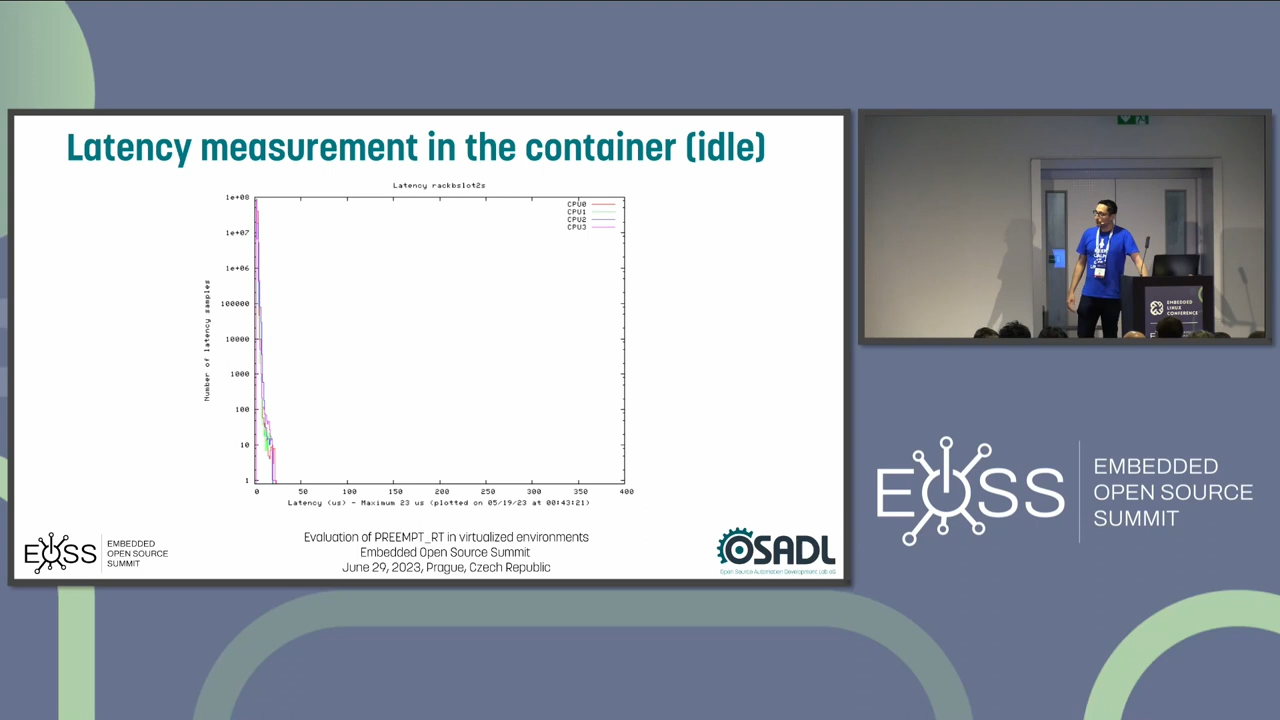 Latency measurement in the container (idle)
Latency rackbslot2s
1e+08
1e+07
1e+06
100000
10000
1000
100
10
1
Number of latency samples
CPU0
CPU1
CPU2
CPU3
0 50 100 150 200 250 300 350 400
Latency (us) - Maximum 23 us (plotted on 05/19/23 at 00:43:21)
EOSS
EMBEDDED
OPEN SOURCE
SUMMIT
Evaluation of PREEMPT_RT in virtualized environments
Embedded Open Source Summit
June 29, 2023, Prague, Czech Republic
OSADL
Open Source Automation Development Lab eG
EMBEDDED
LINUX
CONFERENCE
EOSS
EMBEDDED
OPEN SOURCE
SUMMIT